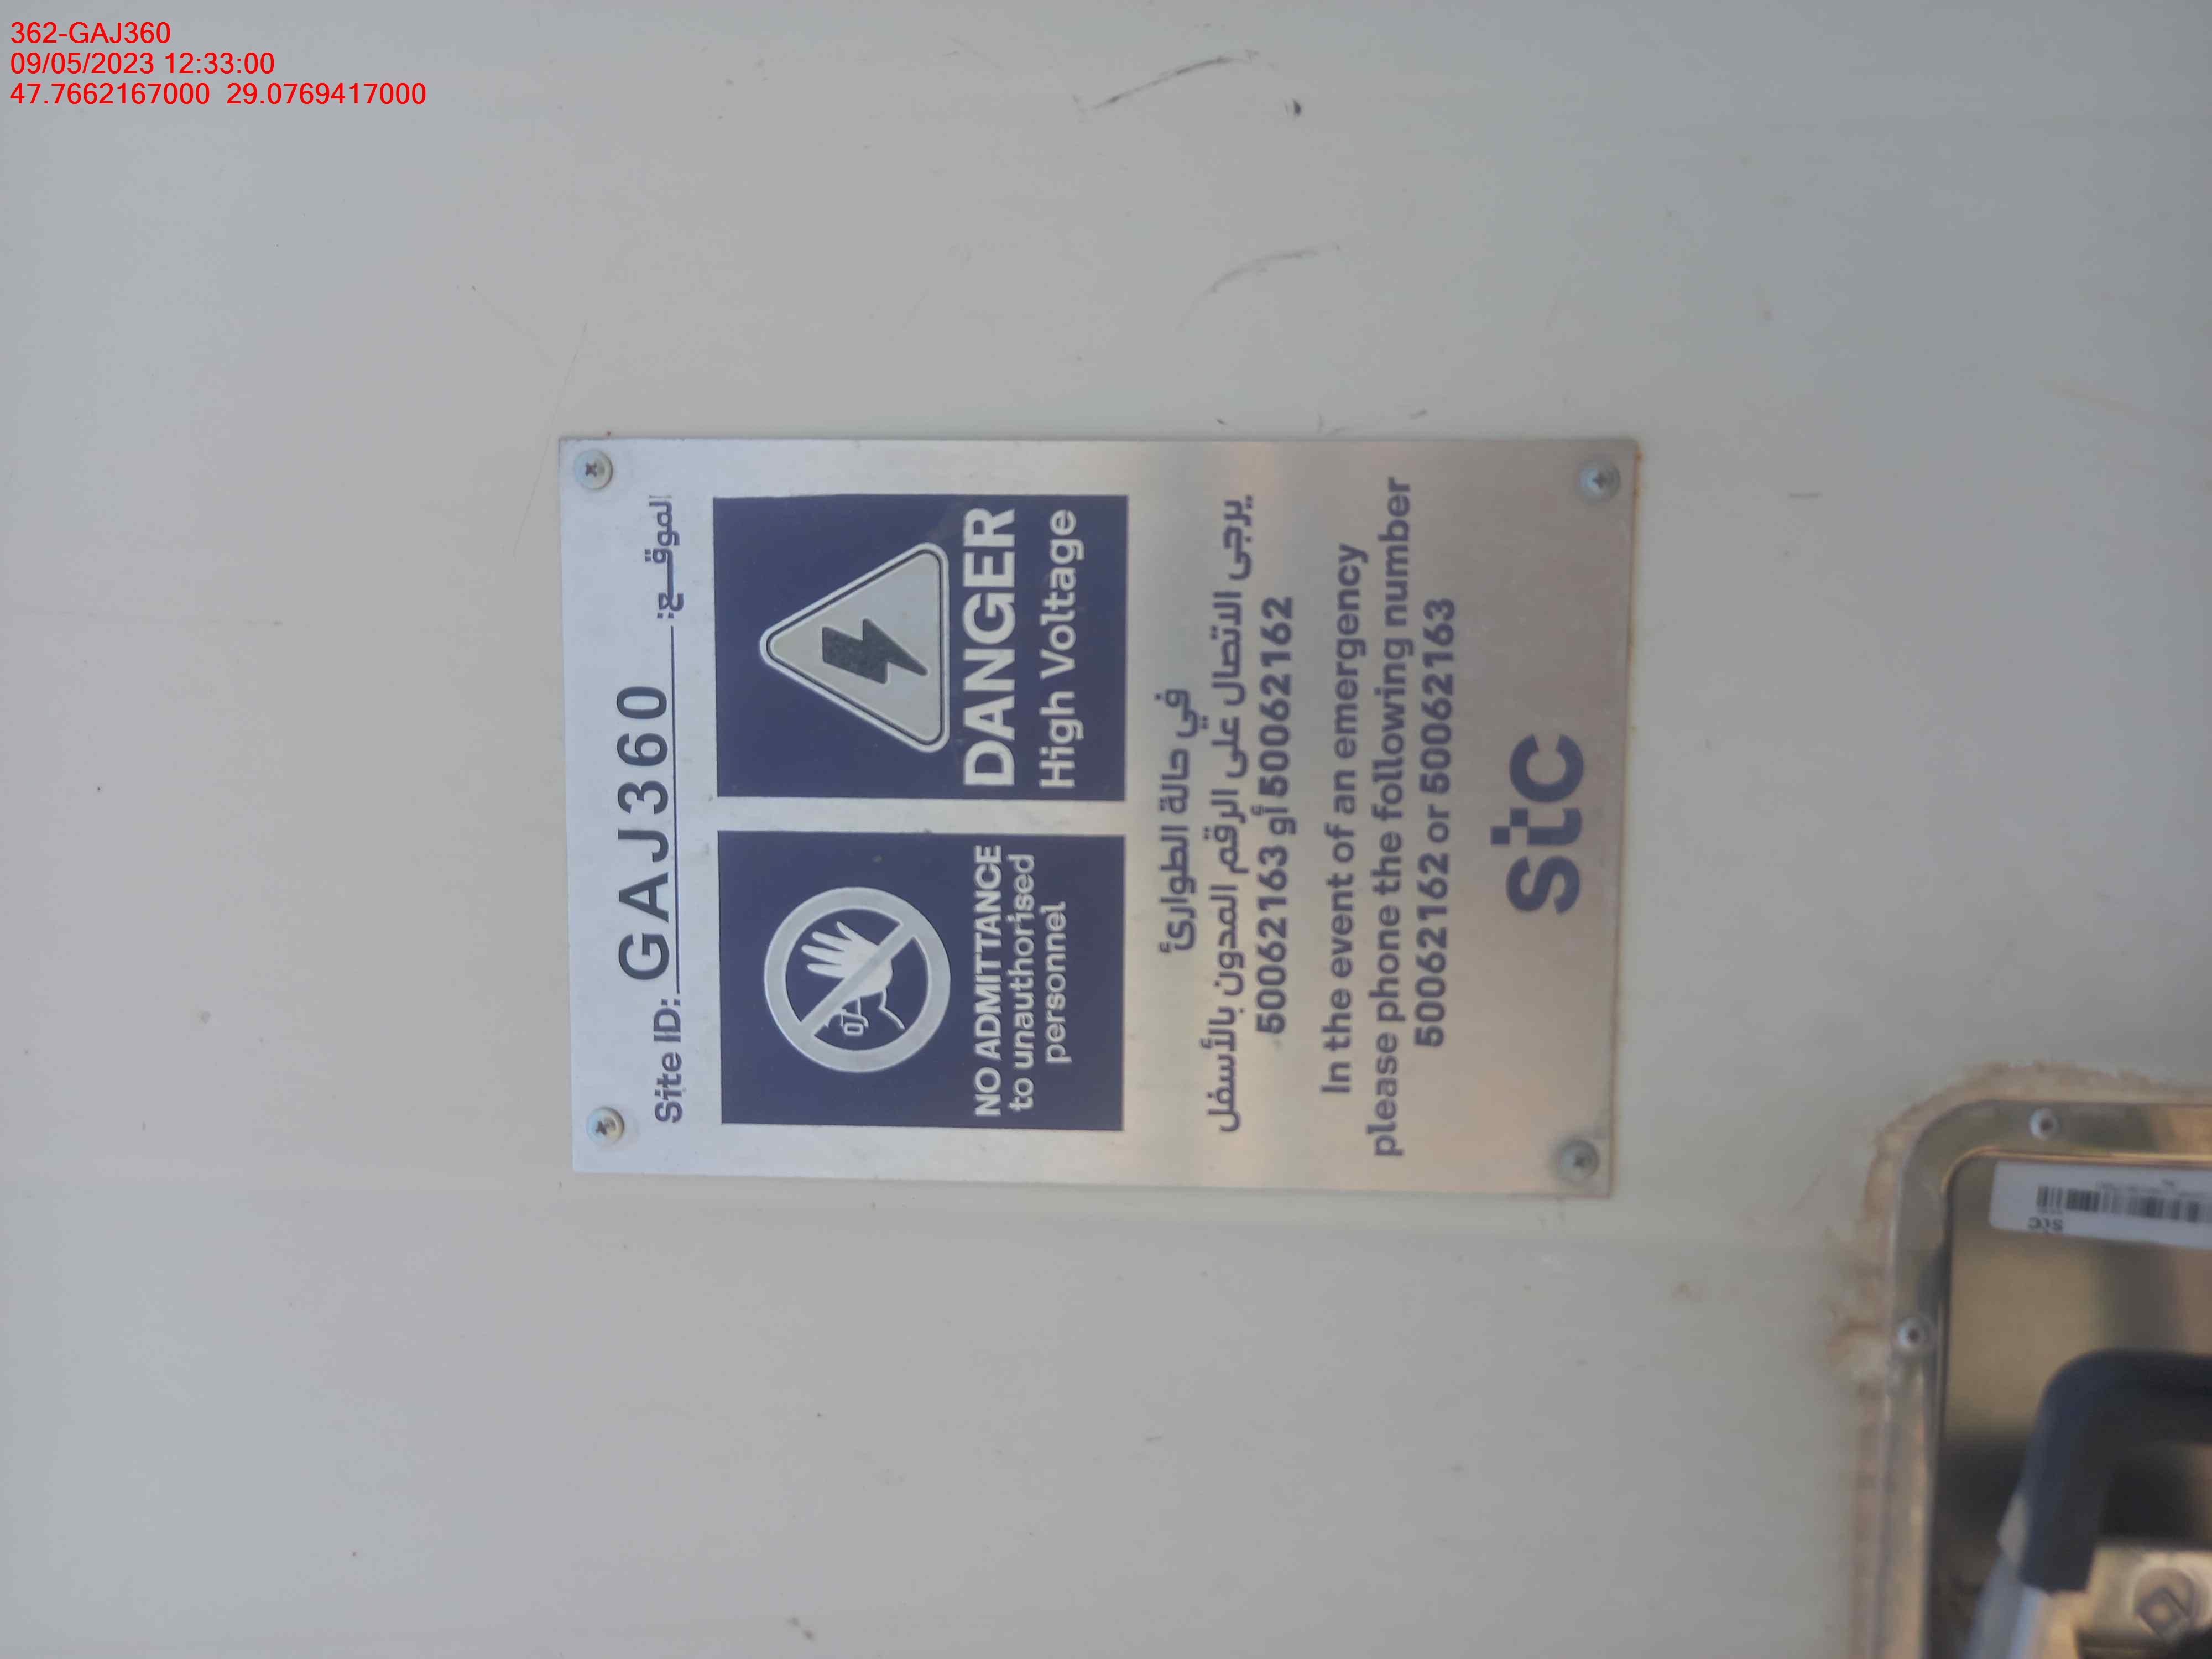 362-GAJ360
09/05/2023 12:33:00
47.7662167000 29.0769417000
Site ID: GAJ360 الموقــع:
NO ADMITTANCE
to unauthorised
personnel
DANGER
High Voltage
في حالة الطوارئ
يرجى الاتصال على الرقم المدون بالأسفل
50062163 أو 50062162
In the event of an emergency
please phone the following number
50062162 or 50062163
stc
stc